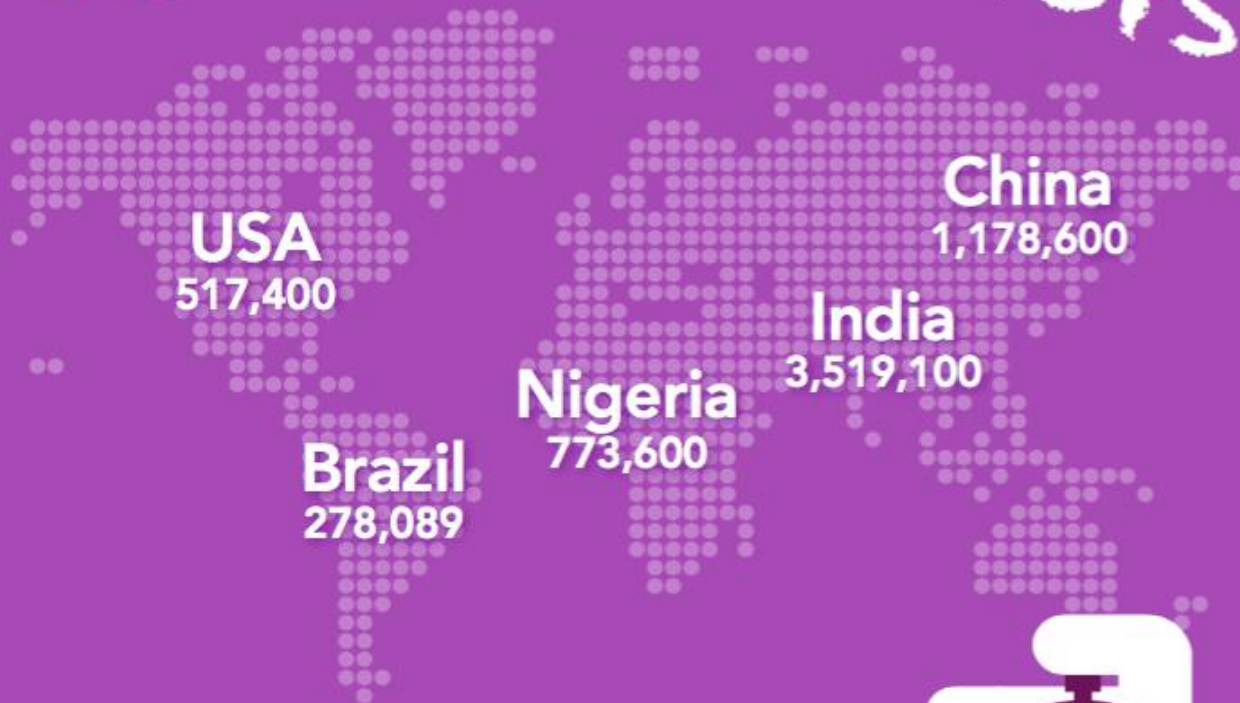 China
1,178,600
USA
517,400
India
3,519,100
Nigeria
773,600
Brazil
278,089